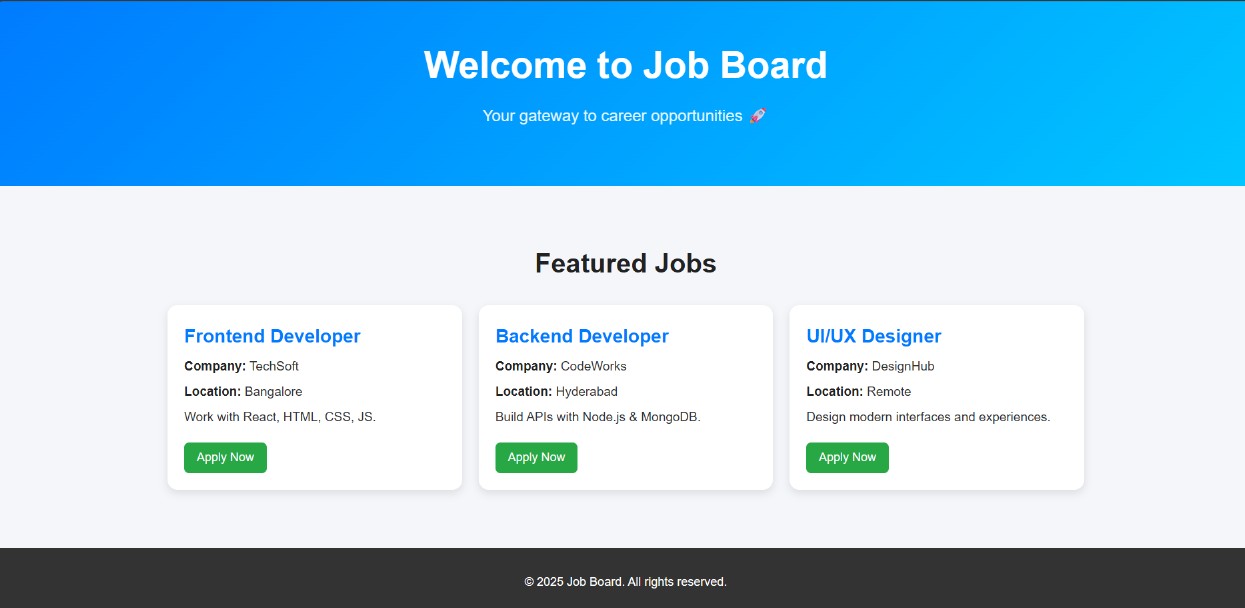 Welcome to Job Board
Your gateway to career opportunities 🚀
Featured Jobs
Frontend Developer
Company: TechSoft
Location: Bangalore
Work with React, HTML, CSS, JS.
Apply Now
Backend Developer
Company: CodeWorks
Location: Hyderabad
Build APIs with Node.js & MongoDB.
Apply Now
UI/UX Designer
Company: DesignHub
Location: Remote
Design modern interfaces and experiences.
Apply Now
© 2025 Job Board. All rights reserved.